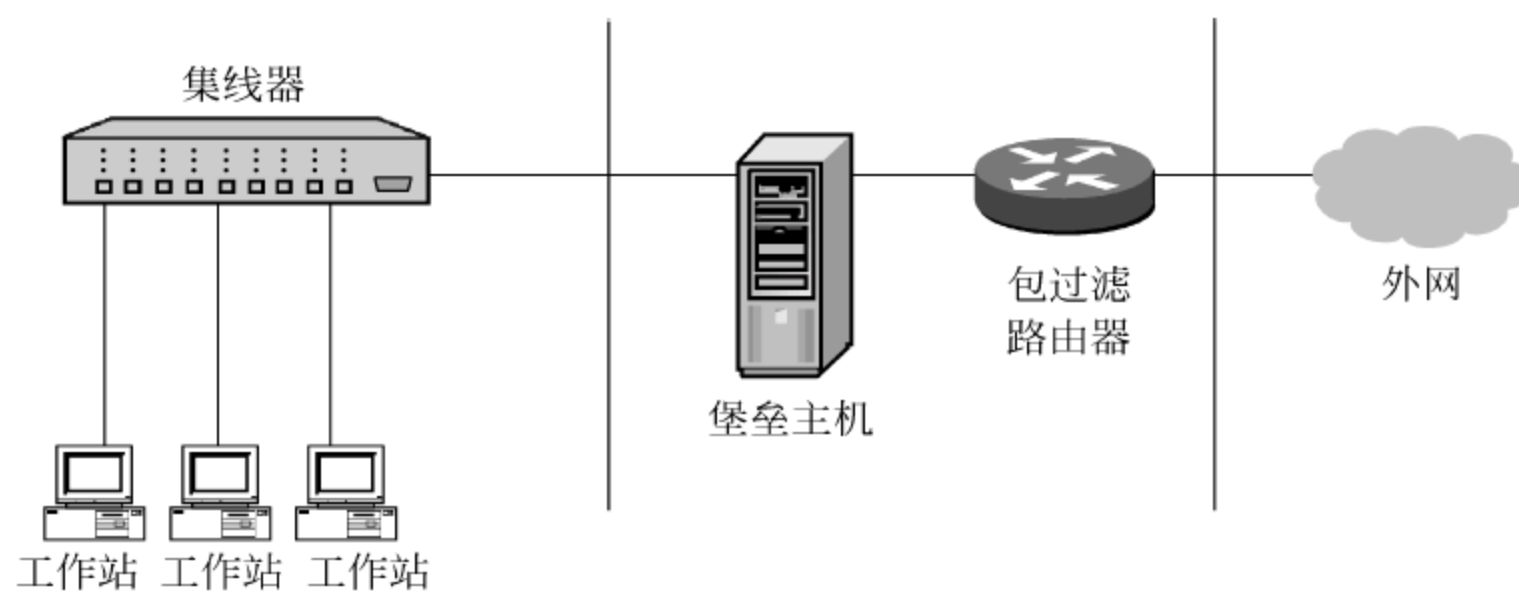 集线器
堡垒主机
包过滤
路由器
外网
工作站 工作站 工作站